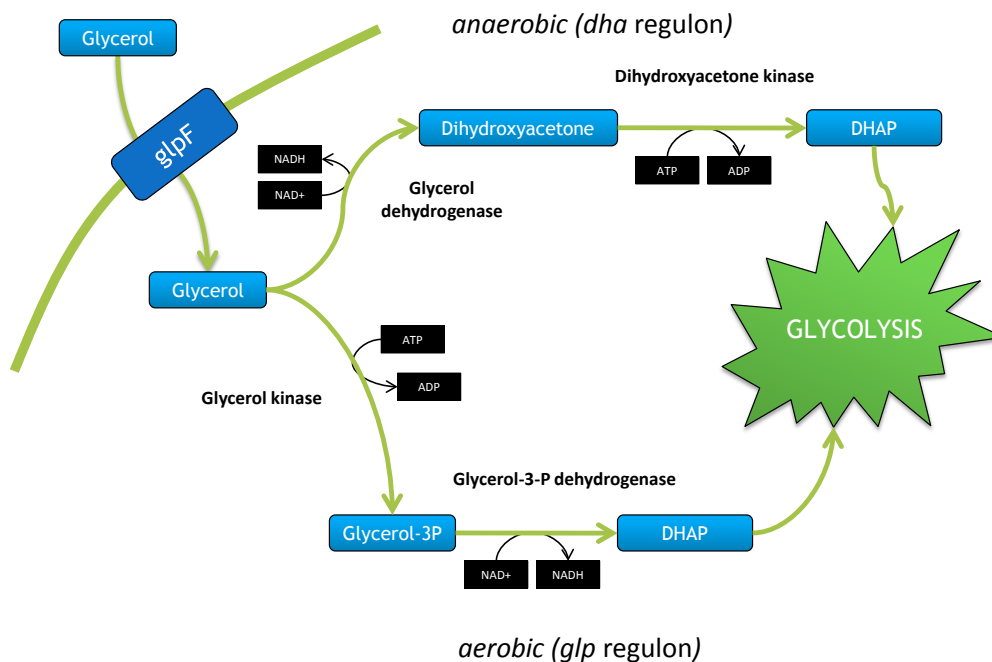 anaerobic (dha regulon)
Glycerol
glpF
Dihydroxyacetone kinase
Dihydroxyacetone
DHAP
NADH
NAD+
ATP
ADP
Glycerol
dehydrogenase
Glycerol
GLYCOLYSIS
ATP
ADP
Glycerol kinase
Glycerol-3-P dehydrogenase
Glycerol-3P
DHAP
NAD+
NADH
aerobic (glp regulon)